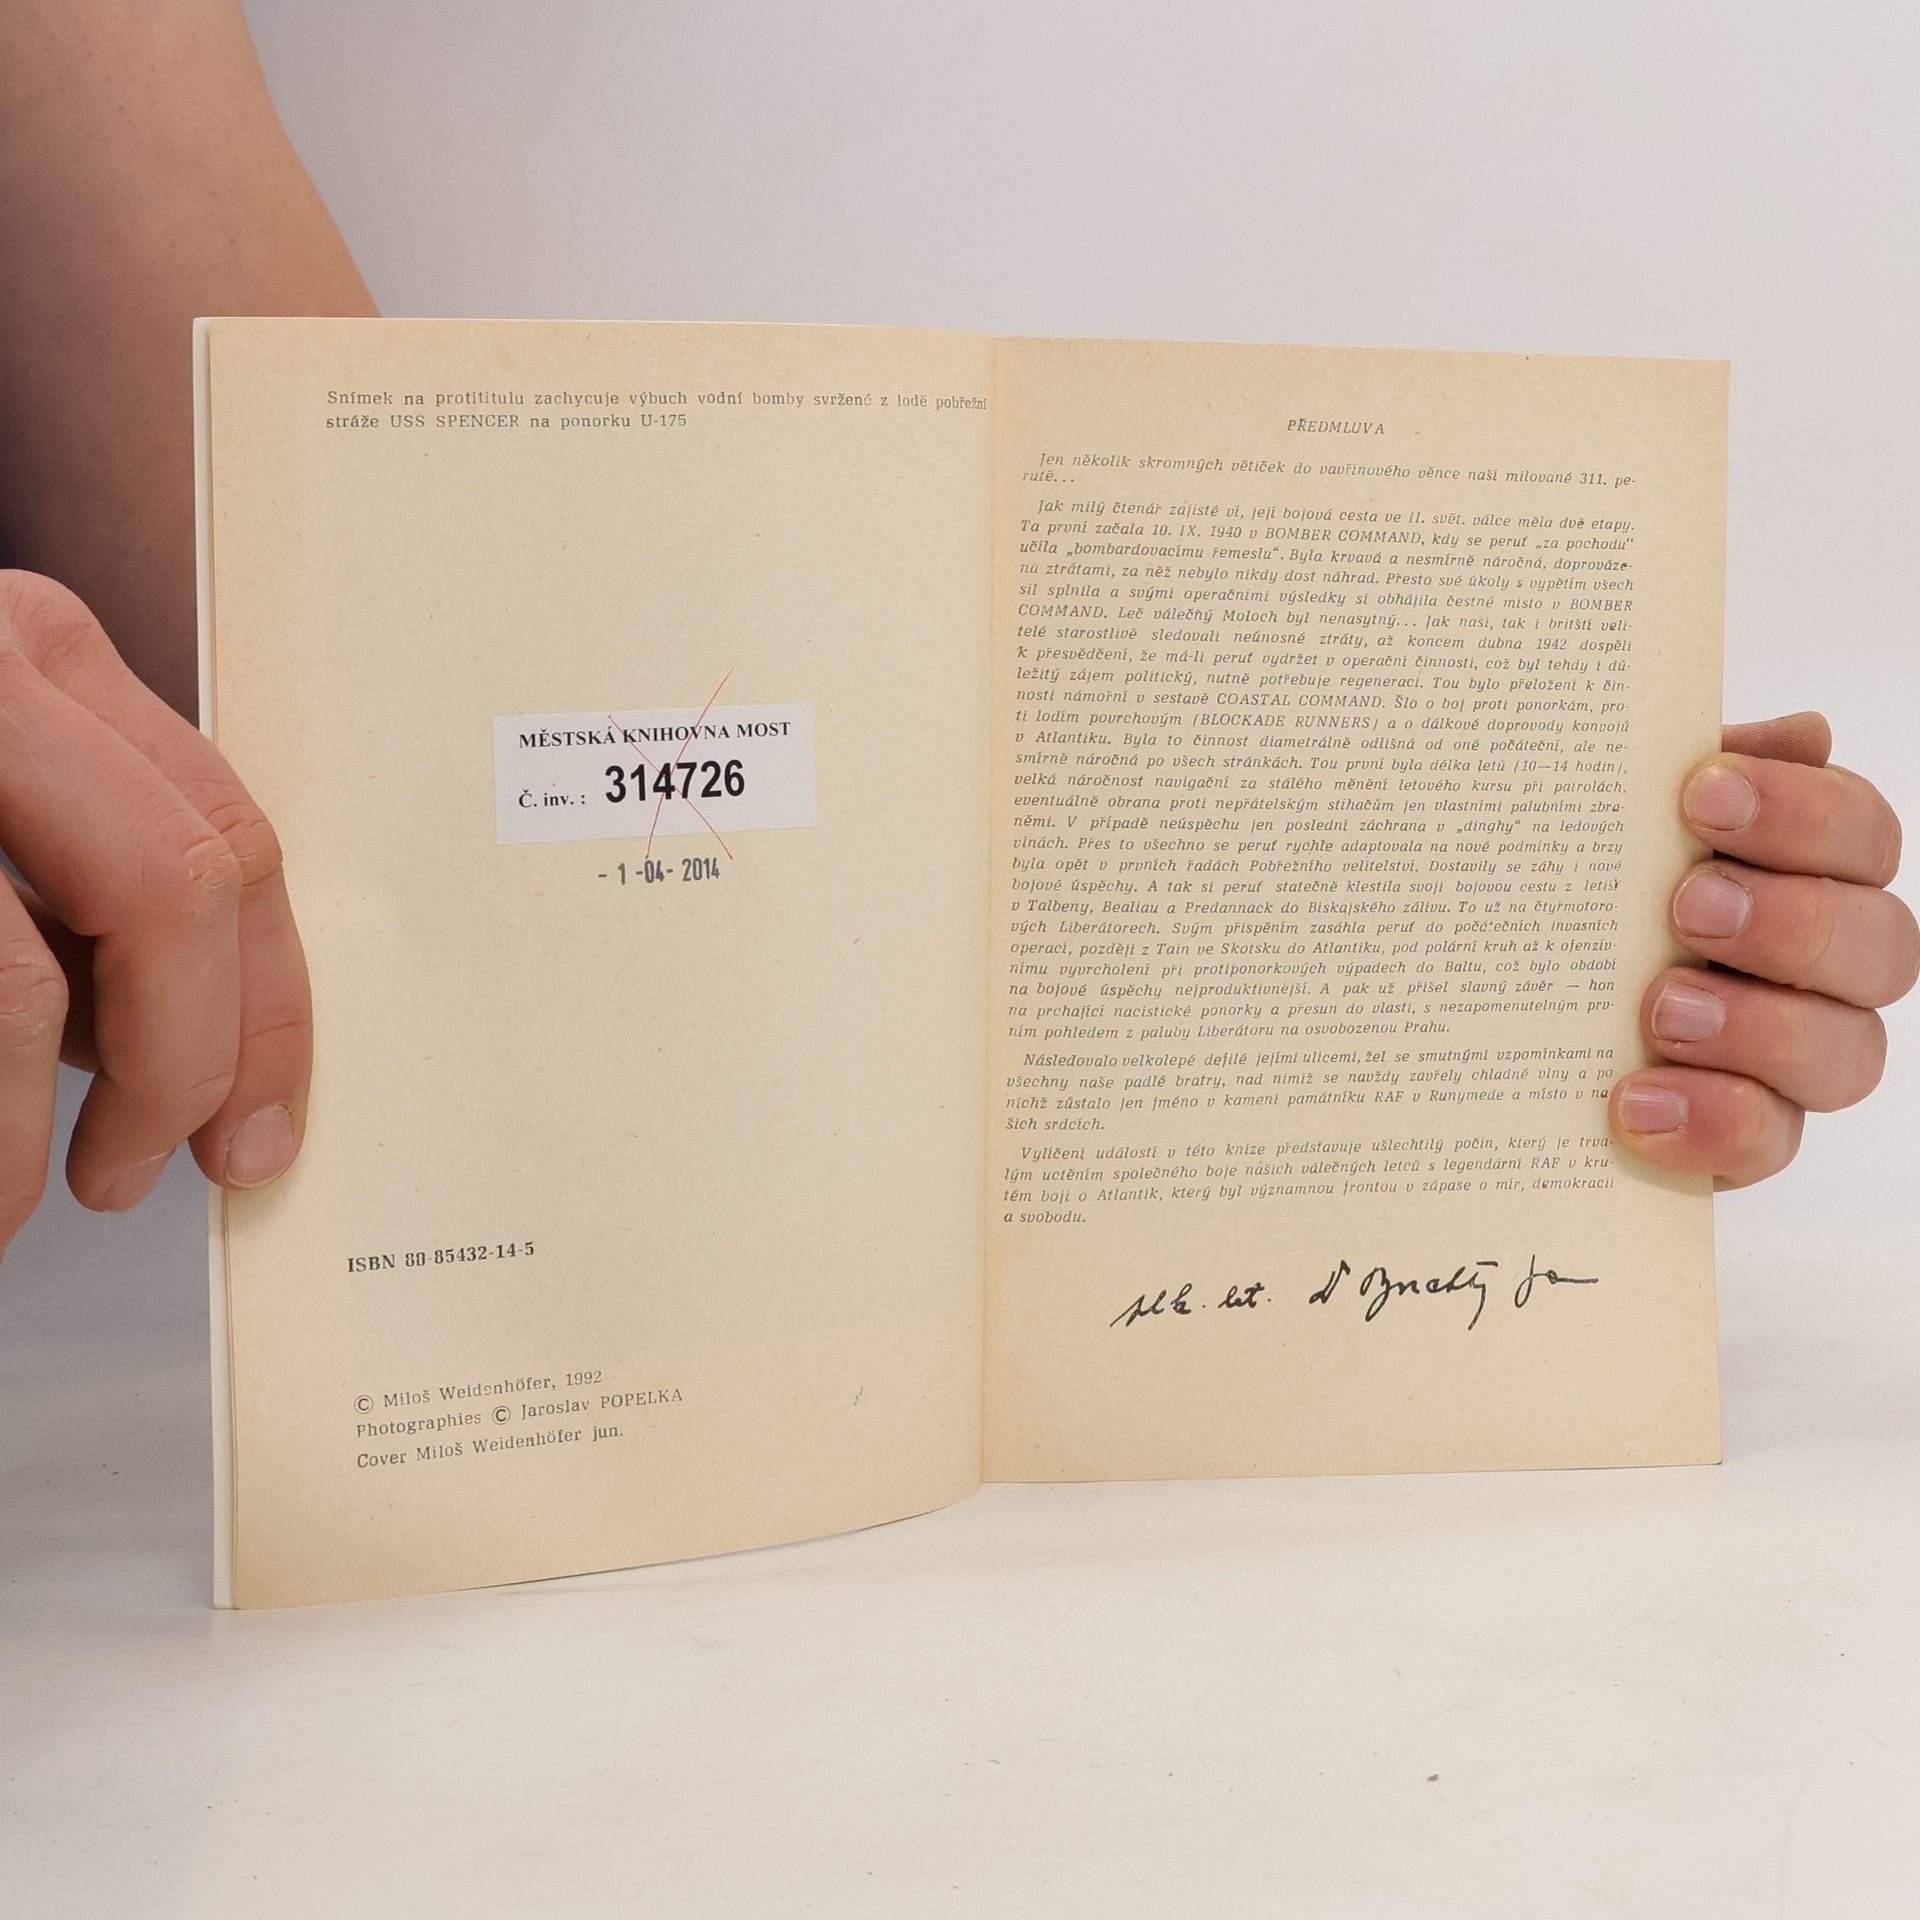 Snímek na protititulu zachycuje výbuch vodní bomby svržené z lodě pobřežní
stráže USS SPENCER na ponorku U-175
MĚSTSKÁ KNIHOVNA MOST
Č. inv.: 314726
- 1 -04- 2014
ISBN 80-85432-14-5
© Miloš Weidenhöfer, 1992
Photographies © Jaroslav POPELKA
Cover Miloš Weidenhöfer jun.
PŘEDMLUVA
Jen několik skromných větiček do vavřínového věnce naší milované 311. pe-
rutě...
Jak milý čtenář zajisté ví, její bojová cesta ve II. svět. válce měla dvě etapy.
Ta první začala 10. IX. 1940 v BOMBER COMMAND, kdy se peruť „za pochodu“
učila „bombardovacímu řemeslu“. Byla krvavá a nesmírně náročná, doprováze-
na ztrátami, za něž nebylo nikdy dost náhrad. Přesto své úkoly s vypětím všech
sil splnila a svými operačními výsledky si obhájila čestné místo v BOMBER
COMMAND. Leč válečný Moloch byl nenasytný... Jak naši, tak i britští veli-
telé starostlivě sledovali neúnosné ztráty, až koncem dubna 1942 dospěli
k přesvědčení, že má-li peruť vydržet v operační činnosti, což byl tehdy i dů-
ležitý zájem politický, nutně potřebuje regeneraci. Tou bylo přeložení k čin-
nosti námořní v sestavě COASTAL COMMAND. Šlo o boj proti ponorkám, pro-
ti lodím povrchovým (BLOCKADE RUNNERS) a o dálkové doprovody konvojů
v Atlantiku. Byla to činnost diametrálně odlišná od oné počáteční, ale ne-
smírně náročná po všech stránkách. Tou první byla délka letů (10—14 hodin),
velká náročnost navigační za stálého měnění letového kursu při patrolách,
eventuálně obrana proti nepřátelským stíhačům jen vlastními palubními zbra-
němi. V případě neúspěchu jen poslední záchrana v „dinghy“ na ledových
vlnách. Přes to všechno se peruť rychle adaptovala na nové podmínky a brzy
byla opět v prvních řadách Pobřežního velitelství. Dostavily se záhy i nové
bojové úspěchy. A tak si peruť statečně klestila svoji bojovou cestu z letišť
v Talbeny, Bealiau a Predannack do Biskajského zálivu. To už na čtyřmotoro-
vých Liberátorech. Svým přispěním zasáhla peruť do počátečních invasních
operací, později z Tain ve Skotsku do Atlantiku, pod polární kruh až k ofenziv-
nímu vyvrcholení při protiponorkových výpadech do Baltu, což bylo období
na bojové úspěchy nejproduktivnější. A pak už přišel slavný závěr — hon
na prchající nacistické ponorky a přesun do vlasti, s nezapomenutelným prv-
ním pohledem z paluby Liberátoru na osvobozenou Prahu.
Následovalo velkolepé defilé jejími ulicemi, žel se smutnými vzpomínkami na
všechny naše padlé bratry, nad nimiž se navždy zavřely chladné vlny a po
nichž zůstalo jen jméno v kameni památníku RAF v Runymede a místo v na-
šich srdcích.
Vylíčení událostí v této knize představuje ušlechtilý počin, který je trva-
lým uctěním společného boje našich válečných letců s legendární RAF v kru-
tém boji o Atlantik, který byl významnou frontou v zápase o mír, demokracii
a svobodu.
plk. let.